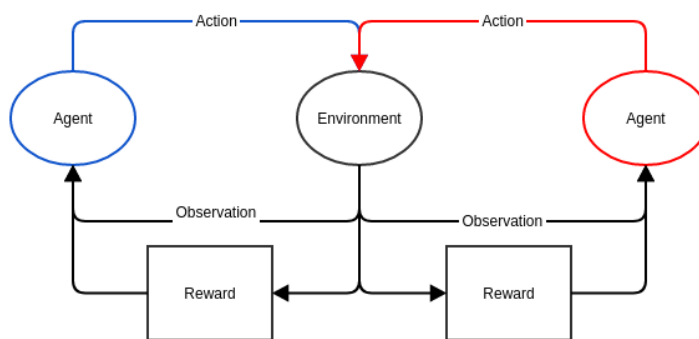 Action
Action
Agent
Environment
Agent
Observation
Observation
Reward
Reward